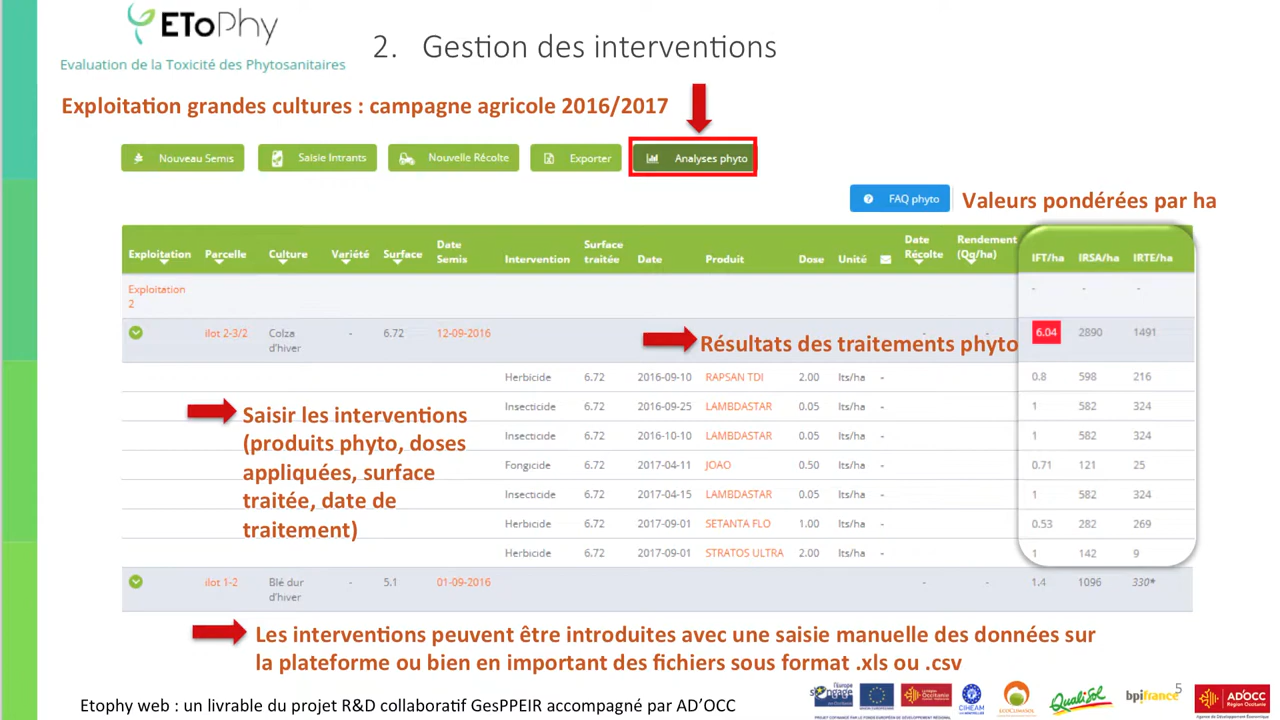 EToPhy
Evaluation de la Toxicité des Phytosanitaires
2. Gestion des interventions
Exploitation grandes cultures : campagne agricole 2016/2017
Nouveau Semis Saisie Intrants Nouvelle Récolte Exporter Analyses phyto
FAQ phyto
Valeurs pondérées par ha
Exploitation Parcelle Culture Variété Surface Date Semis Intervention Surface traitée Date Produit Dose Unité Date Récolte Rendement (Qq/ha) IFT/ha IRSA/ha IRTE/ha
Exploitation 2 - - -
ilot 2-3/2 Colza d'hiver - 6.72 12-09-2016 - - 6.04 2890 1491
Résultats des traitements phyto
Herbicide 6.72 2016-09-10 RAPSAN TDI 2.00 lts/ha - 0.8 598 216
Insecticide 6.72 2016-09-25 LAMBDASTAR 0.05 lts/ha - 1 582 324
Insecticide 6.72 2016-10-10 LAMBDASTAR 0.05 lts/ha - 1 582 324
Fongicide 6.72 2017-04-11 JOAO 0.50 lts/ha - 0.71 121 25
Insecticide 6.72 2017-04-15 LAMBDASTAR 0.05 lts/ha - 1 582 324
Herbicide 6.72 2017-09-01 SETANTA FLO 1.00 lts/ha - 0.53 282 269
Herbicide 6.72 2017-09-01 STRATOS ULTRA 2.00 lts/ha - 1 142 9
Saisir les interventions
(produits phyto, doses
appliquées, surface
traitée, date de
traitement)
ilot 1-2 Blé dur d'hiver - 5.1 01-09-2016 - - 1.4 1096 330*
Les interventions peuvent être introduites avec une saisie manuelle des données sur
la plateforme ou bien en important des fichiers sous format .xls ou .csv
5
Etophy web : un livrable du projet R&D collaboratif GesPPEIR accompagné par AD'OCC
l'Europe s'engage
CIHEAM
QualiSol
bpifrance
AD'OCC
Région Occitanie